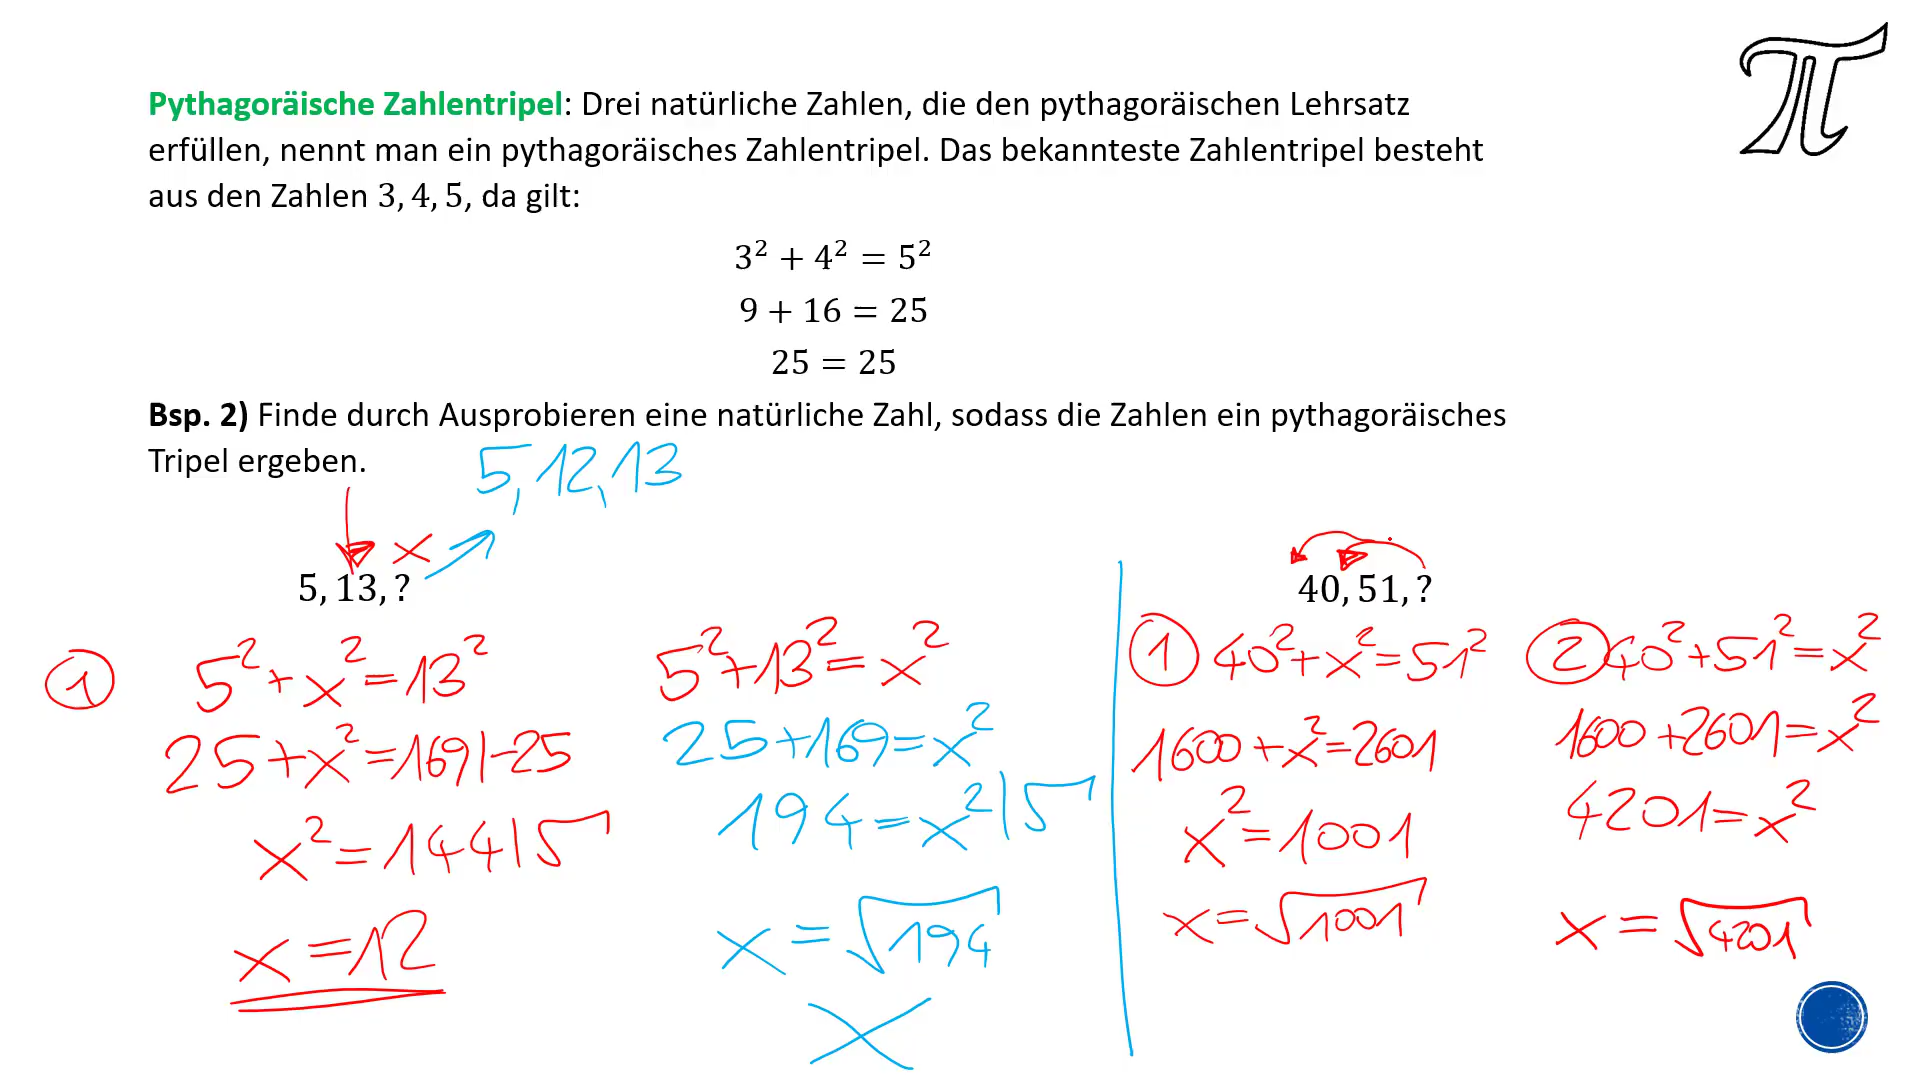 Pythagoräische Zahlentripel: Drei natürliche Zahlen, die den pythagoräischen Lehrsatz
erfüllen, nennt man ein pythagoräisches Zahlentripel. Das bekannteste Zahlentripel besteht
aus den Zahlen 3, 4, 5, da gilt:
3² + 4² = 5²
9 + 16 = 25
25 = 25
Bsp. 2) Finde durch Ausprobieren eine natürliche Zahl, sodass die Zahlen ein pythagoräisches
Tripel ergeben.
5, 12, 13
x
5, 13, ?
① 5² + x² = 13²
25 + x² = 169 | -25
x² = 144 | √
x = 12
5² + 13² = x²
25 + 169 = x²
194 = x² | √
x = √194
40, 51, ?
① 40² + x² = 51²
1600 + x² = 2601
x² = 1001
x = √1001
② 40² + 51² = x²
1600 + 2601 = x²
4201 = x²
x = √4201
π